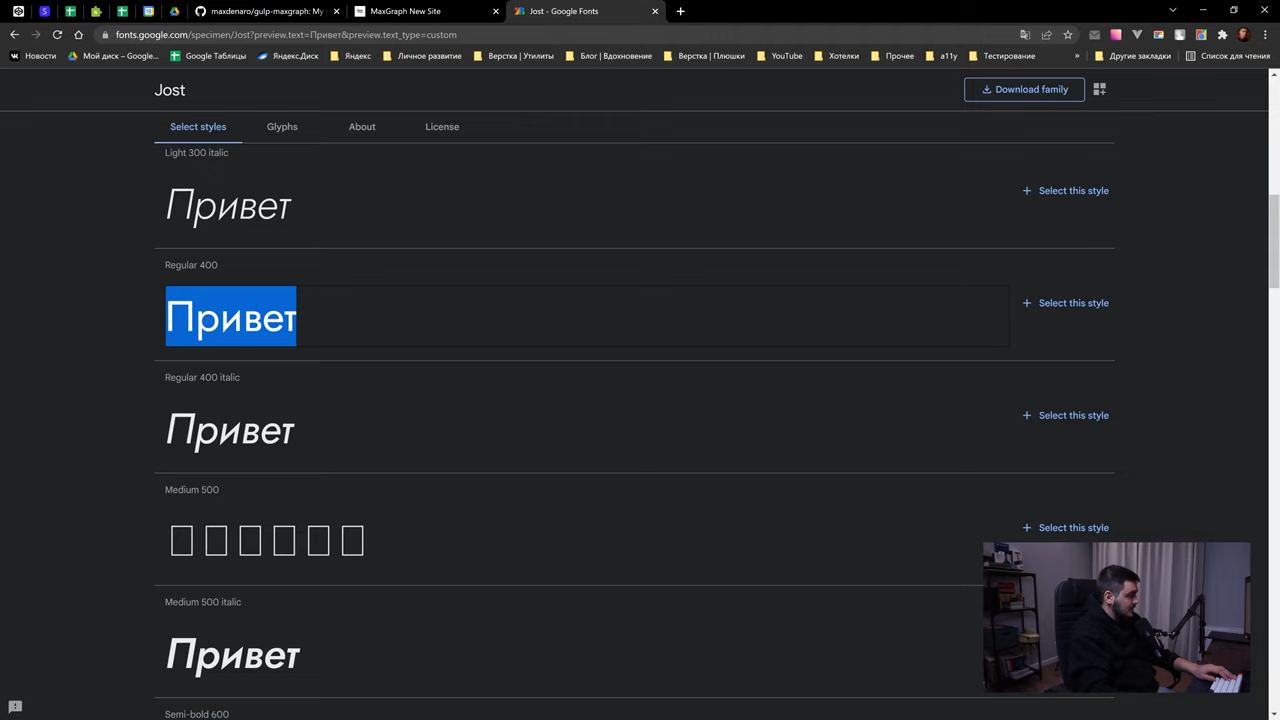 maxdenaro/gulp-maxgraph: My
MaxGraph New Site
Jost - Google Fonts
fonts.google.com/specimen/Jost?preview.text=Привет&preview.text_type=custom
Новости
Мой диск – Google...
Google Таблицы
Яндекс.Диск
Яндекс
Личное развитие
Верстка | Утилиты
Блог | Вдохновение
Верстка | Плюшки
YouTube
Хотелки
Прочее
a11y
Тестирование
»
Другие закладки
Список для чтения
Jost
Download family
Select styles
Glyphs
About
License
Light 300 italic
Привет
+ Select this style
Regular 400
Привет
+ Select this style
Regular 400 italic
Привет
+ Select this style
Medium 500
+ Select this style
Medium 500 italic
Привет
Semi-bold 600